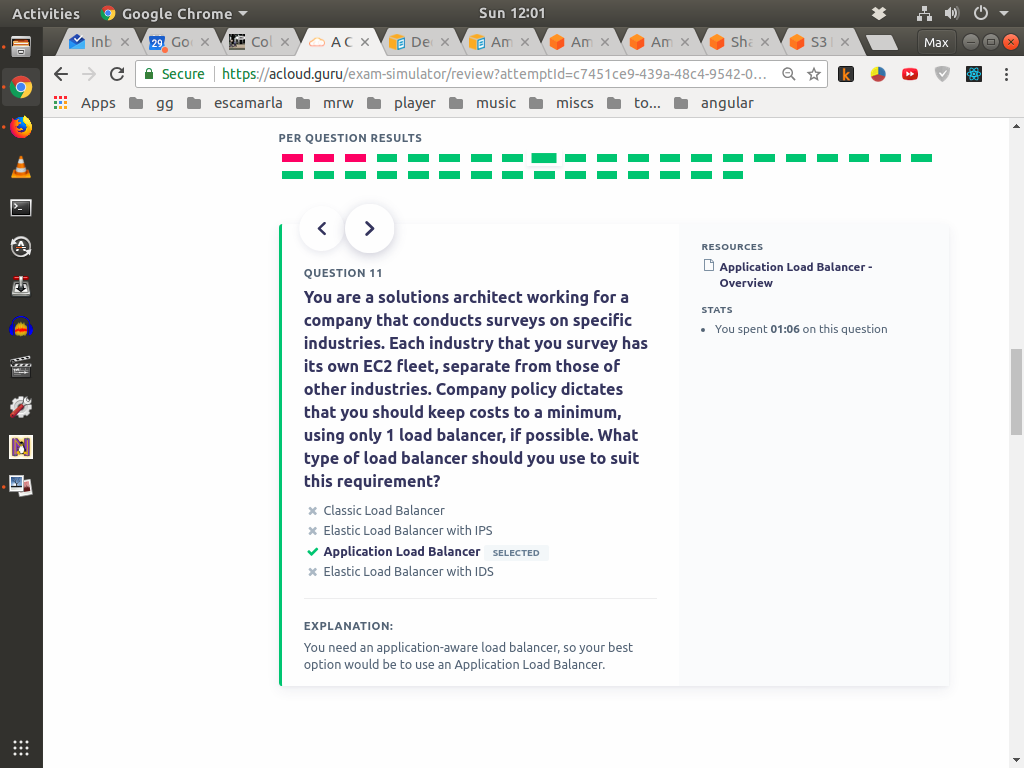 Activities Google Chrome Sun 12:01
Inb Goo Col A C De Am Am Am Sha S3 Max
Secure https://acloud.guru/exam-simulator/review?attemptId=c7451ce9-439a-48c4-9542-0...
Apps gg escamarla mrw player music miscs to... angular
PER QUESTION RESULTS
QUESTION 11
You are a solutions architect working for a
company that conducts surveys on specific
industries. Each industry that you survey has
its own EC2 fleet, separate from those of
other industries. Company policy dictates
that you should keep costs to a minimum,
using only 1 load balancer, if possible. What
type of load balancer should you use to suit
this requirement?
Classic Load Balancer
Elastic Load Balancer with IPS
Application Load Balancer SELECTED
Elastic Load Balancer with IDS
EXPLANATION:
You need an application-aware load balancer, so your best
option would be to use an Application Load Balancer.
RESOURCES
Application Load Balancer -
Overview
STATS
You spent 01:06 on this question